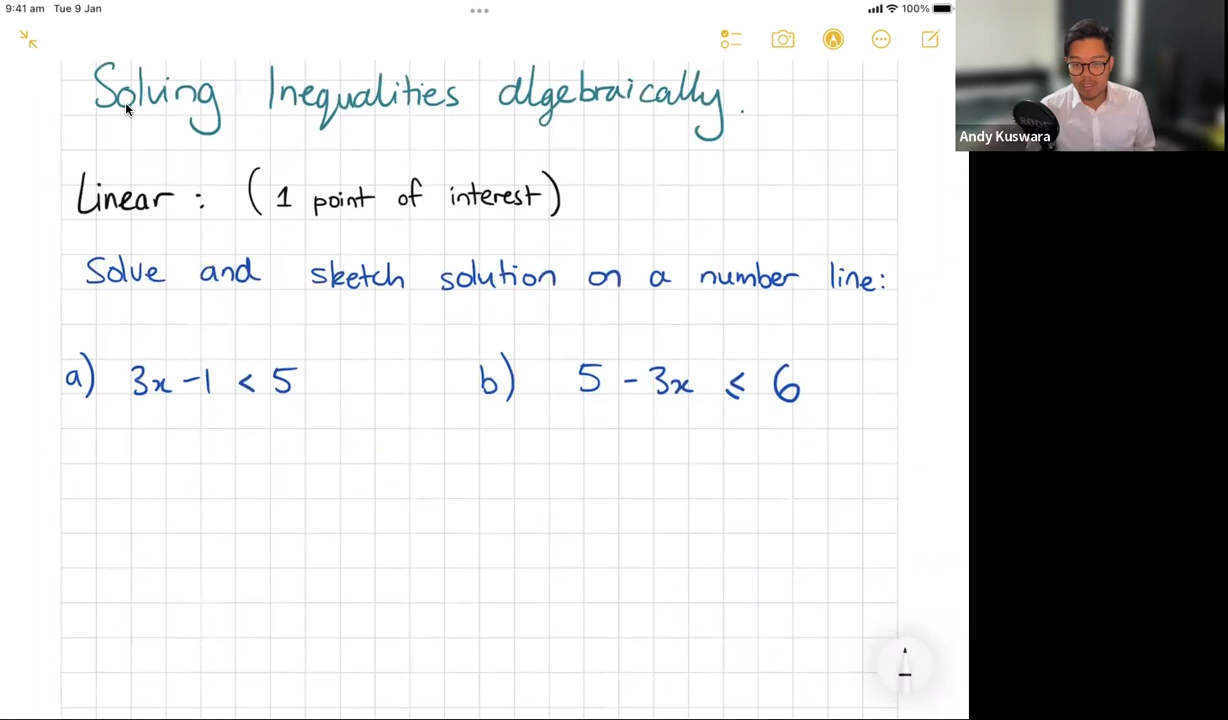 9:41 am Tue 9 Jan
100%
Solving Inequalities algebraically.
Andy Kuswara
Linear : (1 point of interest)
Solve and sketch solution on a number line:
a) 3x - 1 < 5
b) 5 - 3x ≤ 6